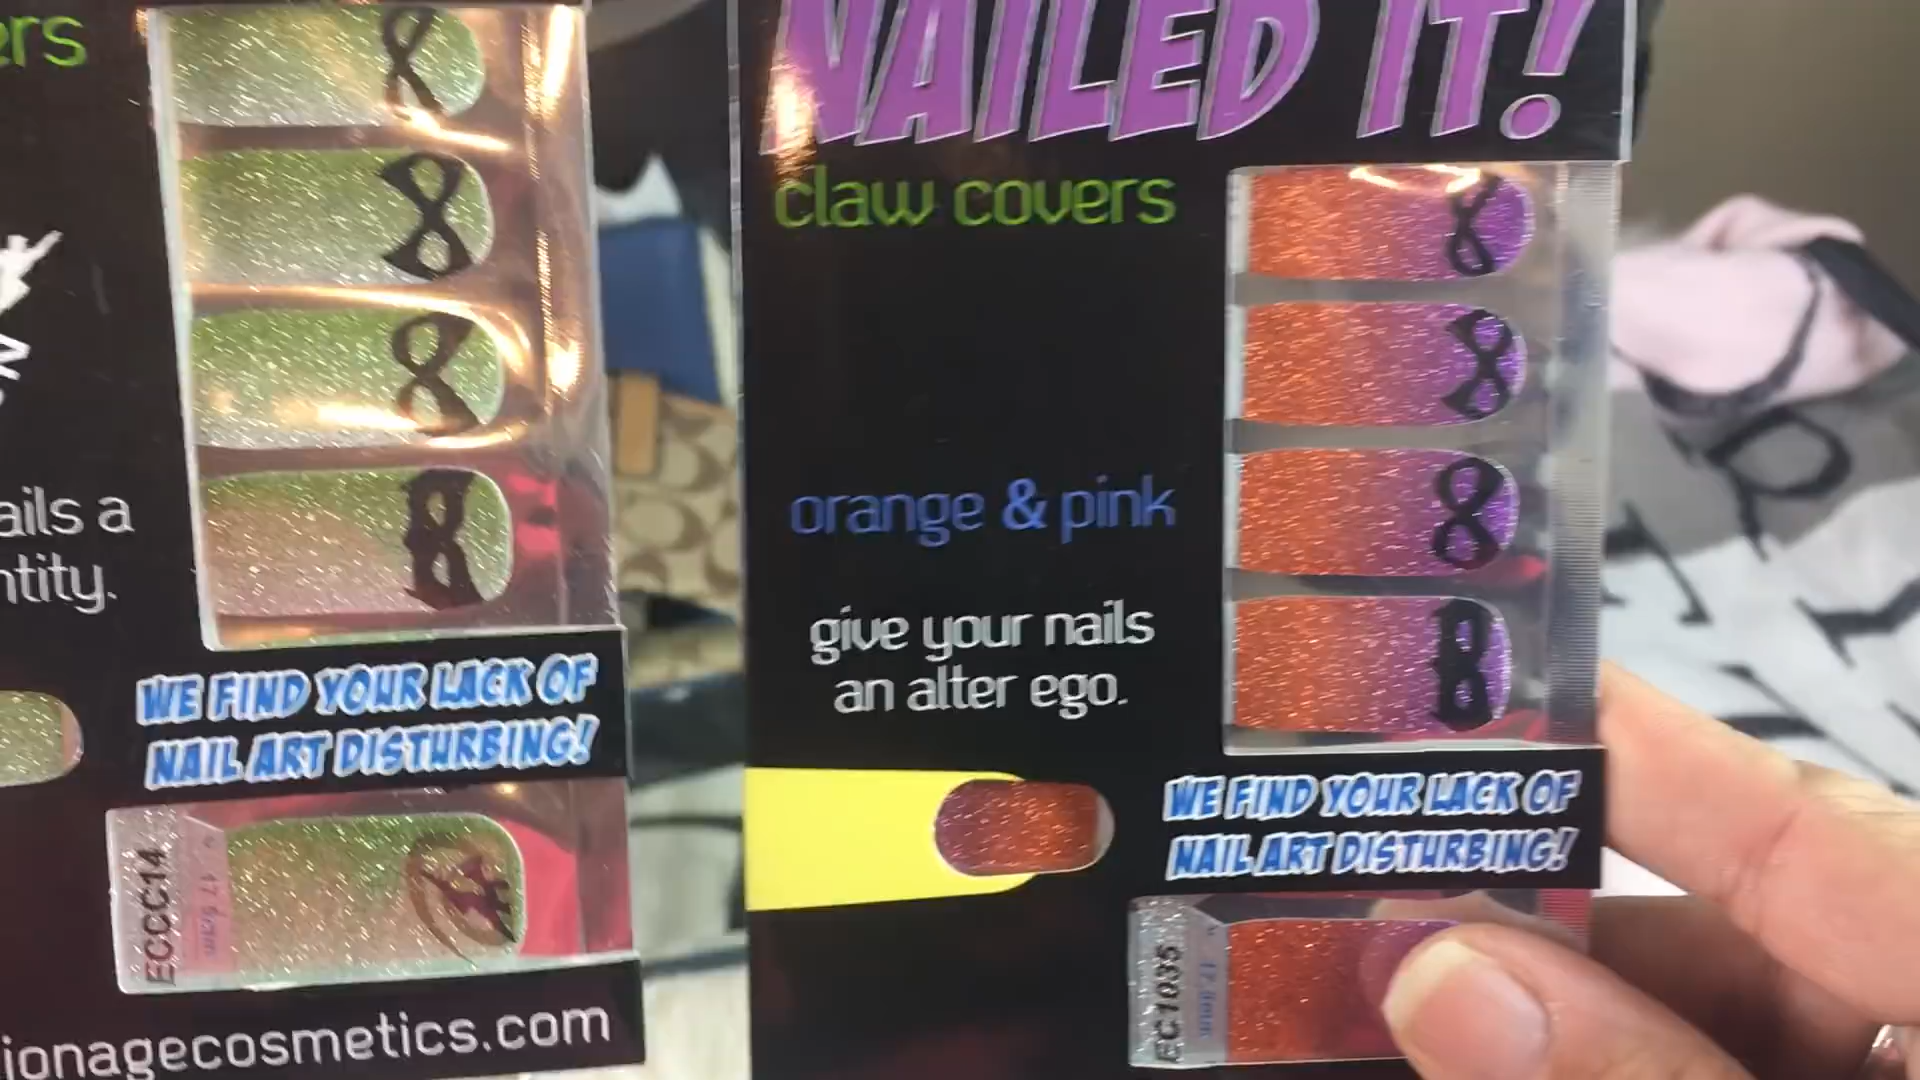 ers
ails a
ntity.
WE FIND YOUR LACK OF
NAIL ART DISTURBING!
ECCC14
ionagecosmetics.com
NAILED IT!
claw covers
orange & pink
give your nails
an alter ego.
WE FIND YOUR LACK OF
NAIL ART DISTURBING!
EC1035